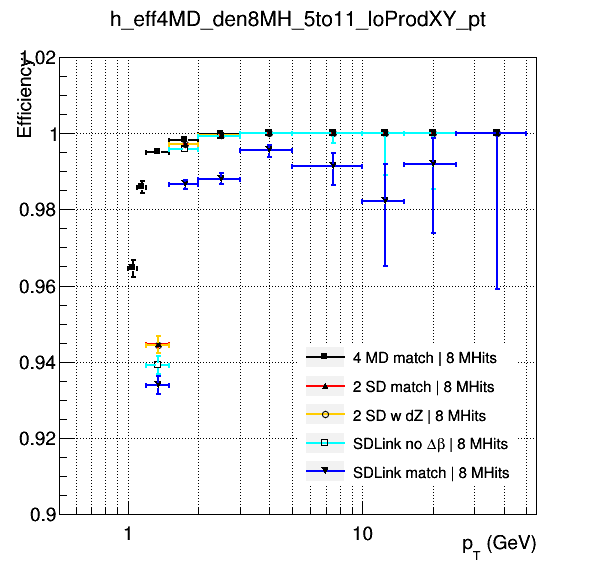 h_eff4MD_den8MH_5to11_loProdXY_pt
Efficiency
1.02
1
0.98
0.96
0.94
0.92
0.9
4 MD match | 8 MHits
2 SD match | 8 MHits
2 SD w dZ | 8 MHits
SDLink no Δβ | 8 MHits
SDLink match | 8 MHits
1
10
p_T (GeV)